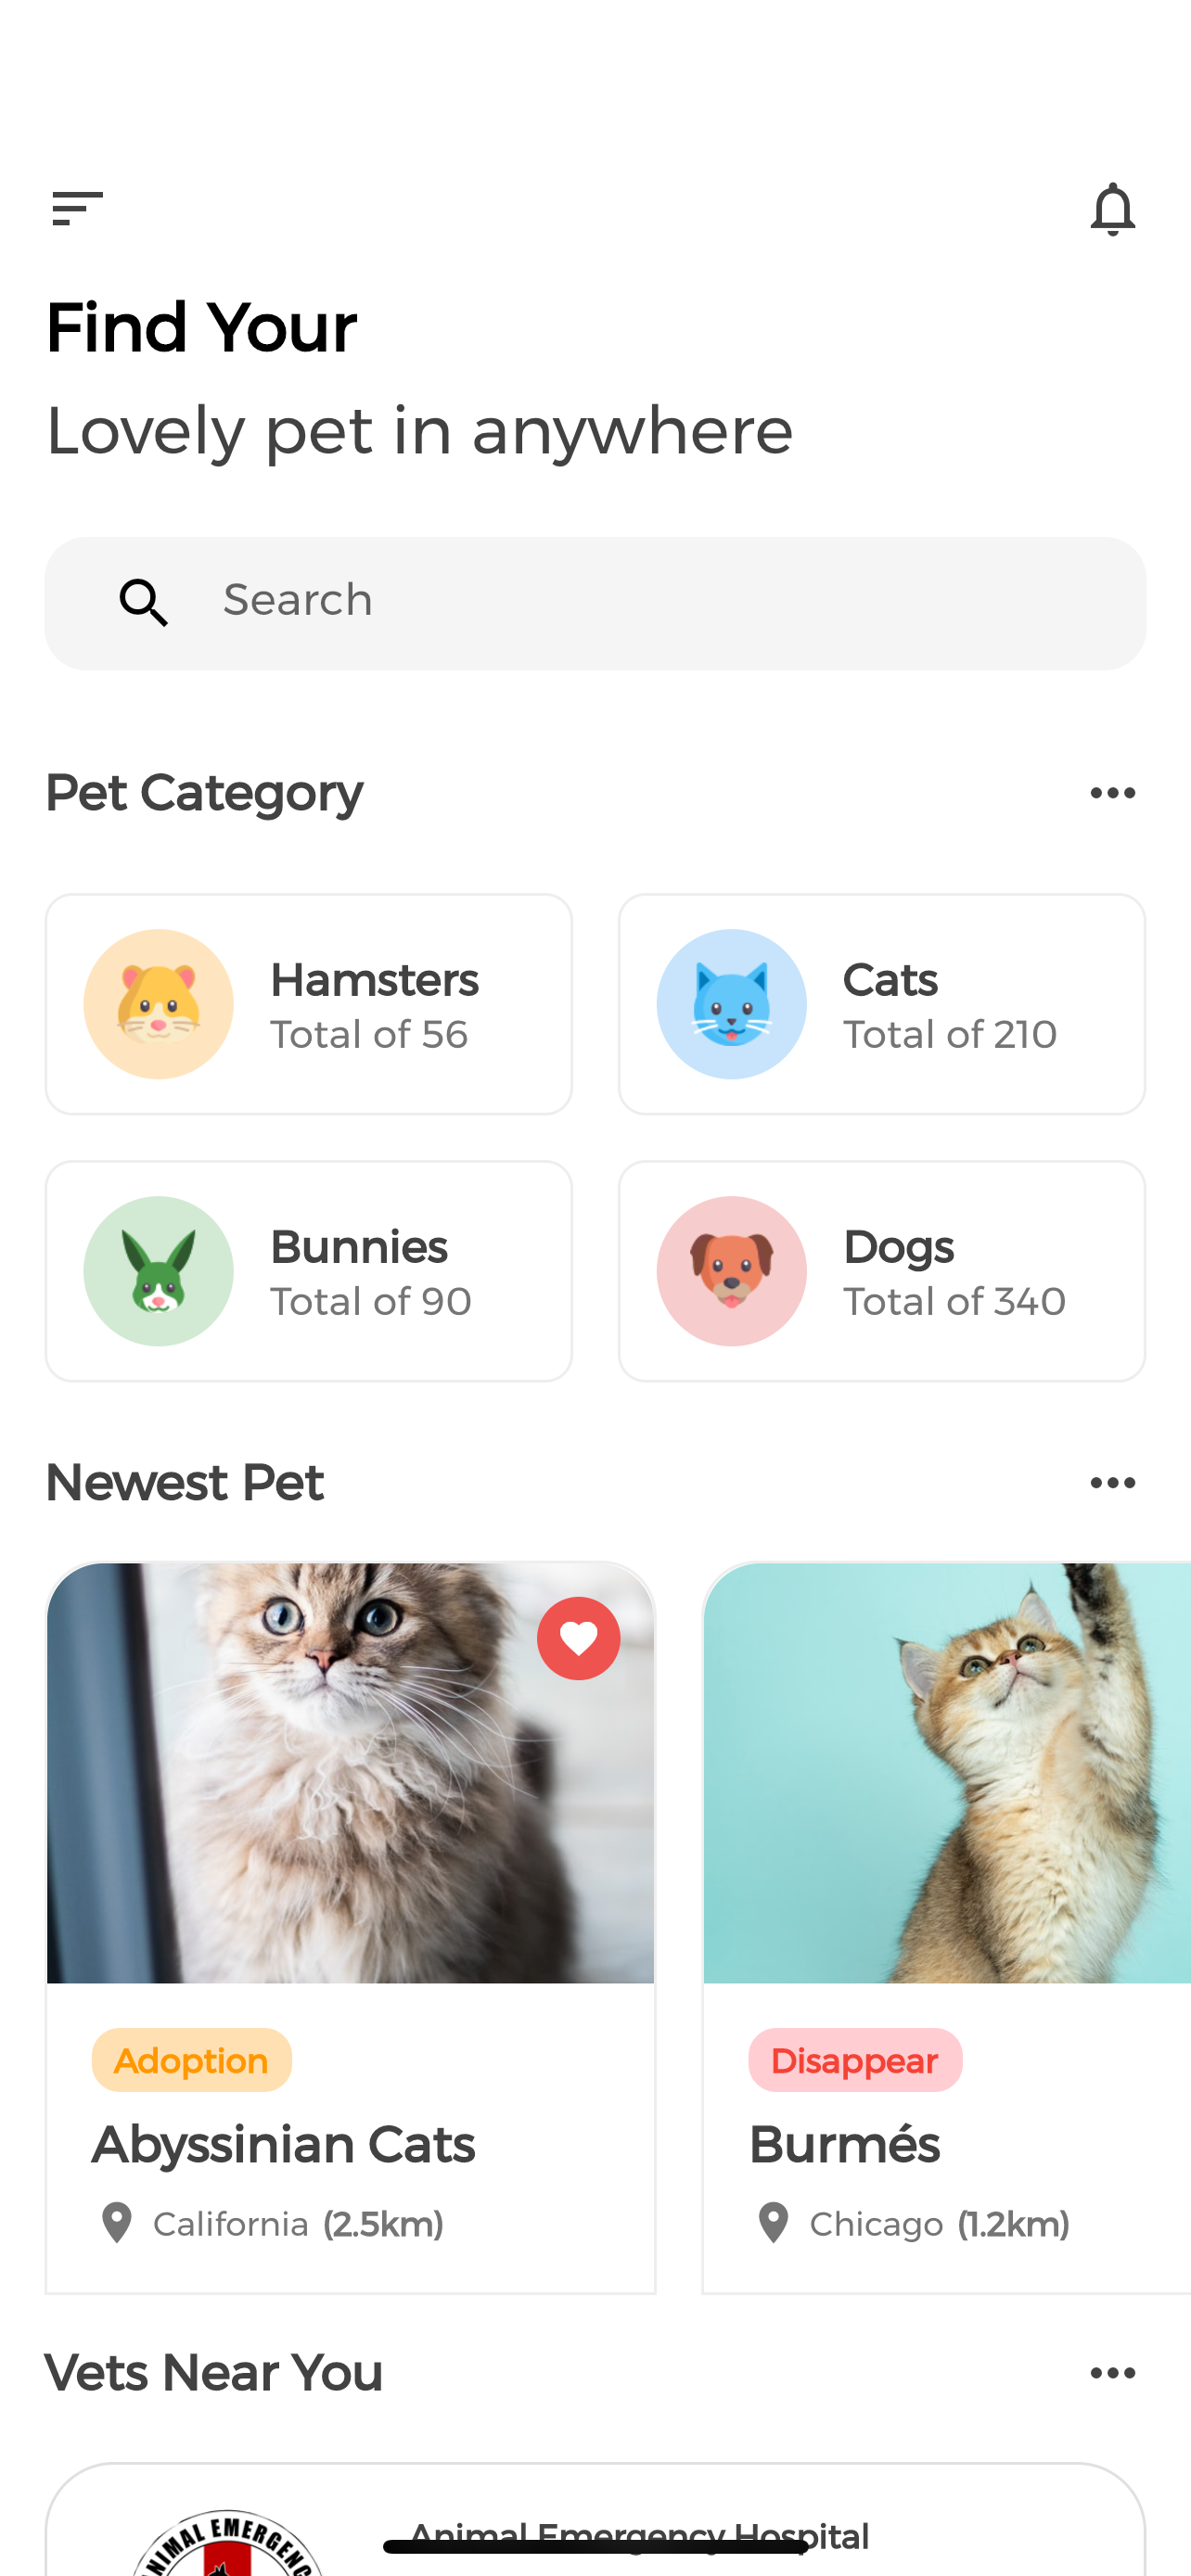 Find Your
Lovely pet in anywhere
Search
Pet Category
Hamsters
Total of 56
Cats
Total of 210
Bunnies
Total of 90
Dogs
Total of 340
Newest Pet
Adoption
Abyssinian Cats
California (2.5km)
Disappear
Burmés
Chicago (1.2km)
Vets Near You
ANIMAL EMERGENC
Animal Emergency Hospital